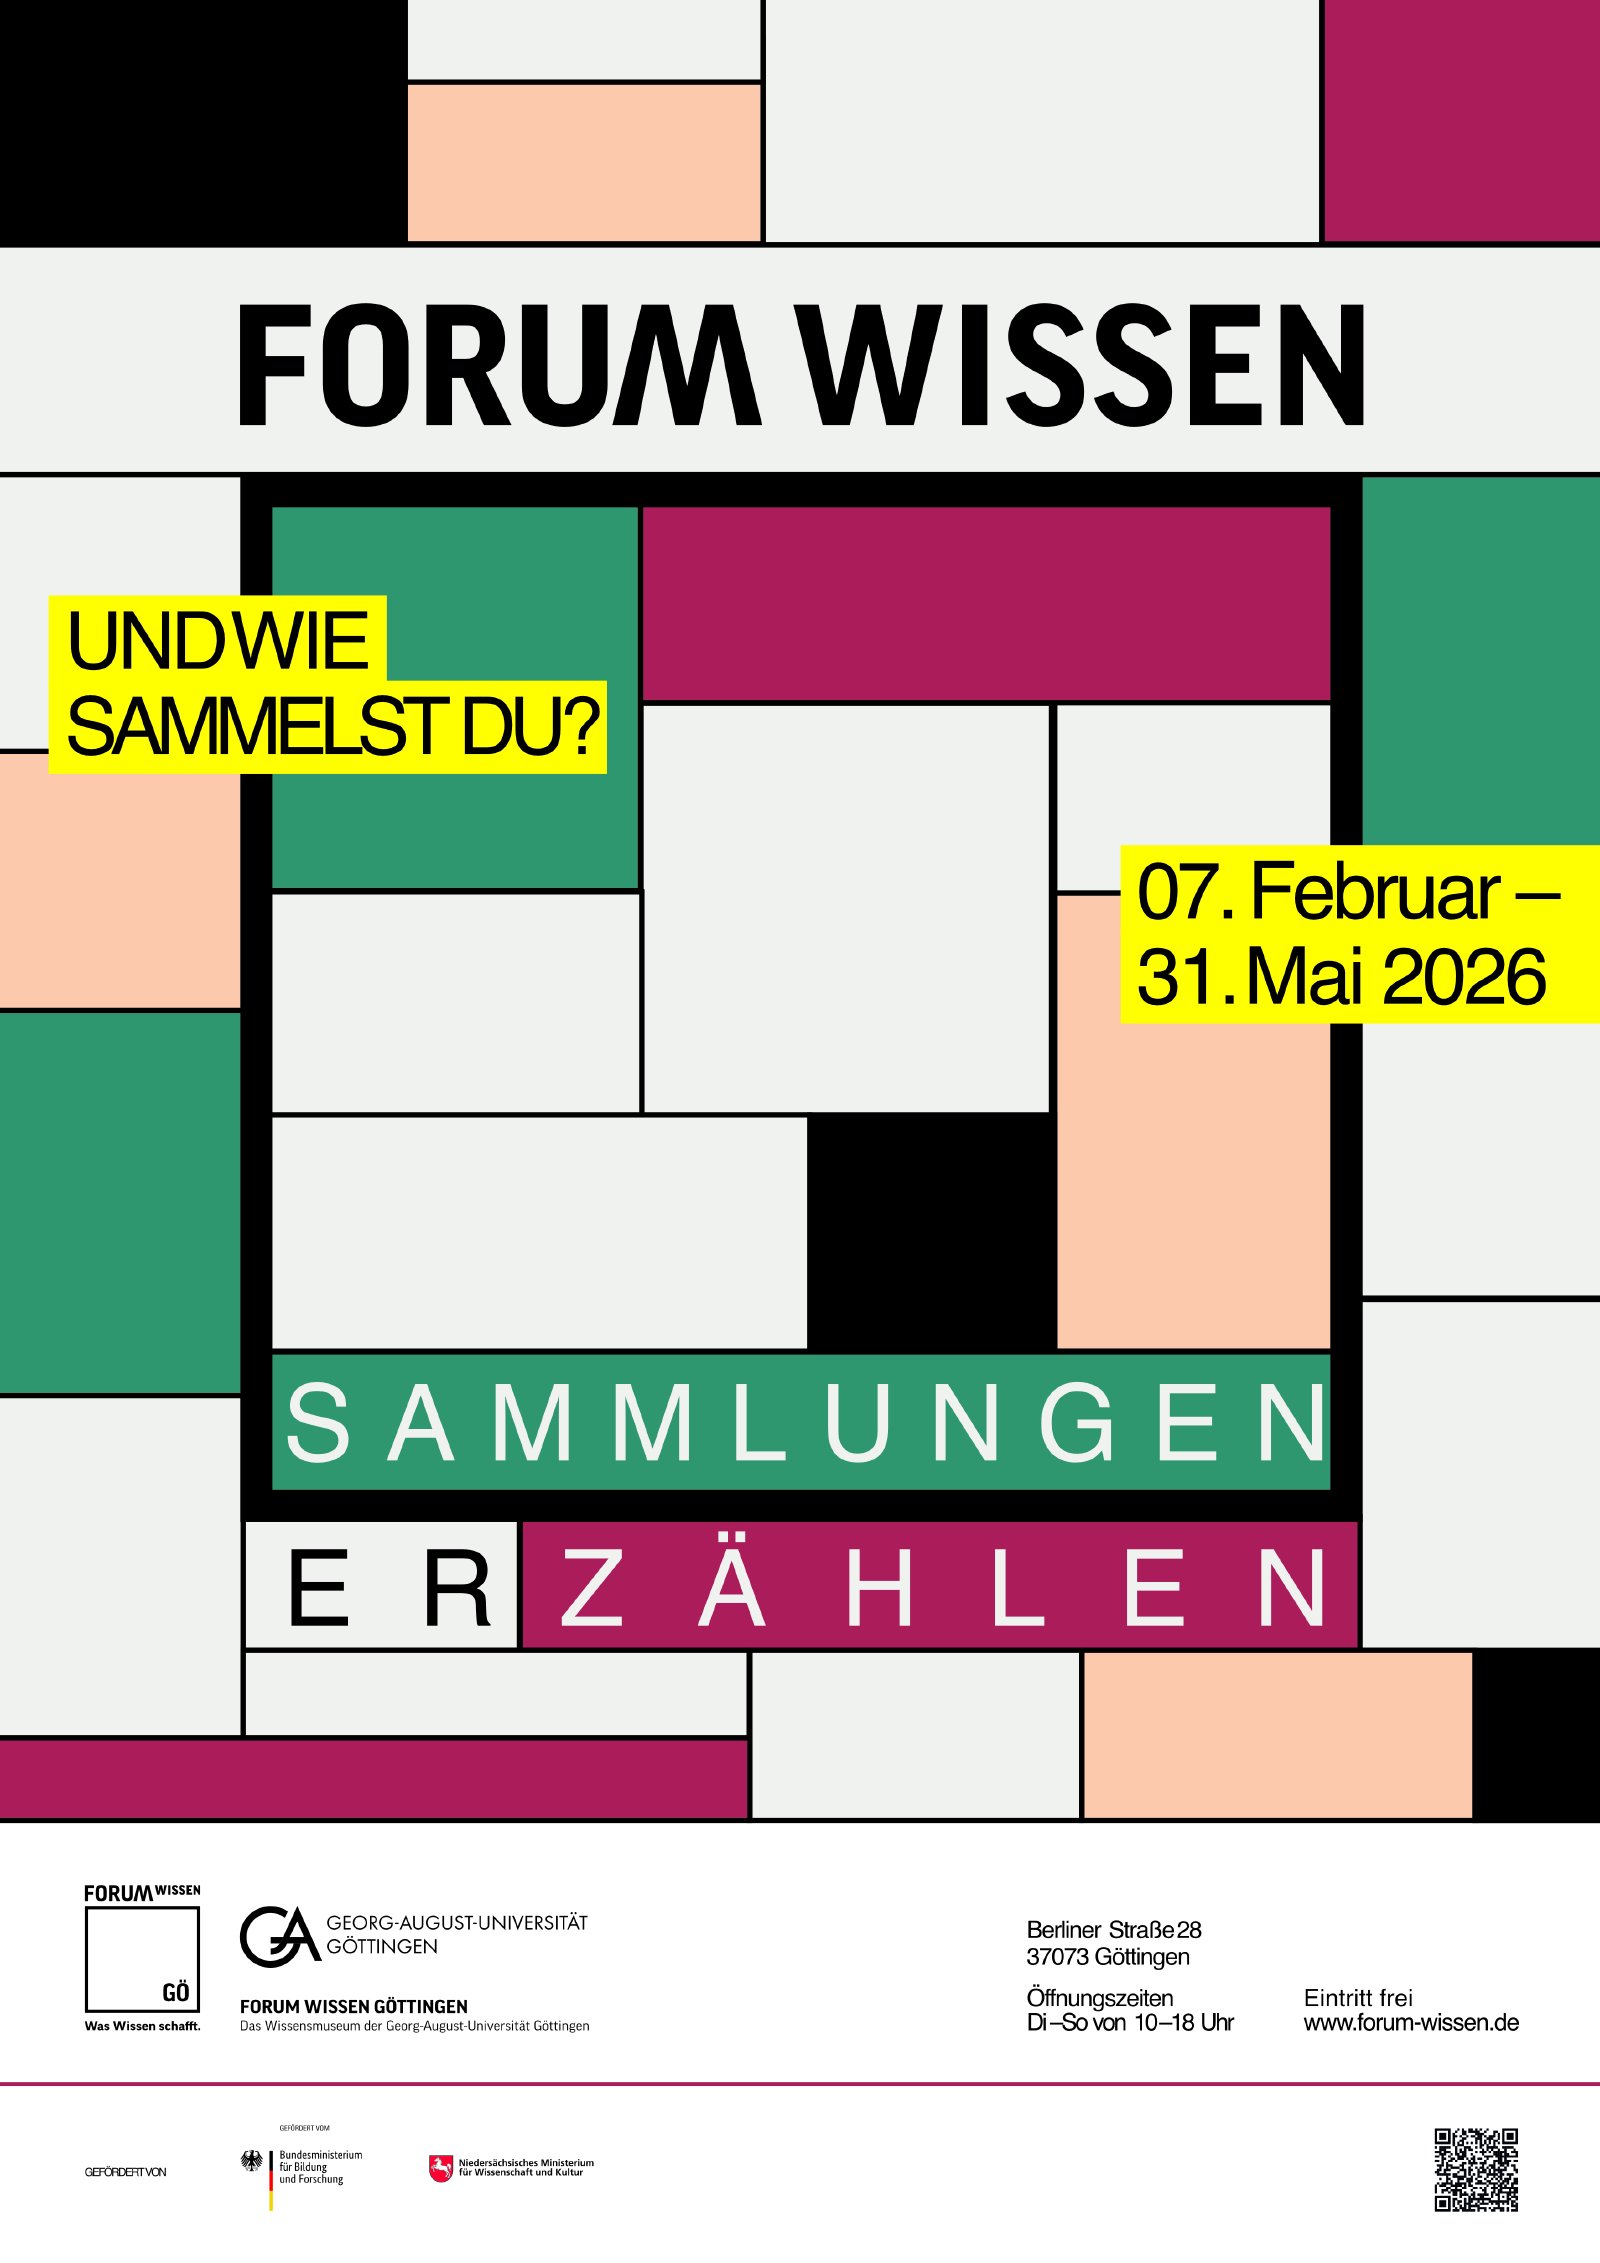 FORUM WISSEN
UND WIE
SAMMELST DU?
07. Februar –
31. Mai 2026
SAMMLUNGEN
ERZÄHLEN
FORUM WISSEN
GÖ
Was Wissen schafft.
GEORG-AUGUST-UNIVERSITÄT
GÖTTINGEN
FORUM WISSEN GÖTTINGEN
Das Wissensmuseum der Georg-August-Universität Göttingen
Berliner Straße 28
37073 Göttingen
Öffnungszeiten
Di–So von 10–18 Uhr
Eintritt frei
www.forum-wissen.de
GEFÖRDERT VON
GEFÖRDERT VOM
Bundesministerium
für Bildung
und Forschung
Niedersächsisches Ministerium
für Wissenschaft und Kultur